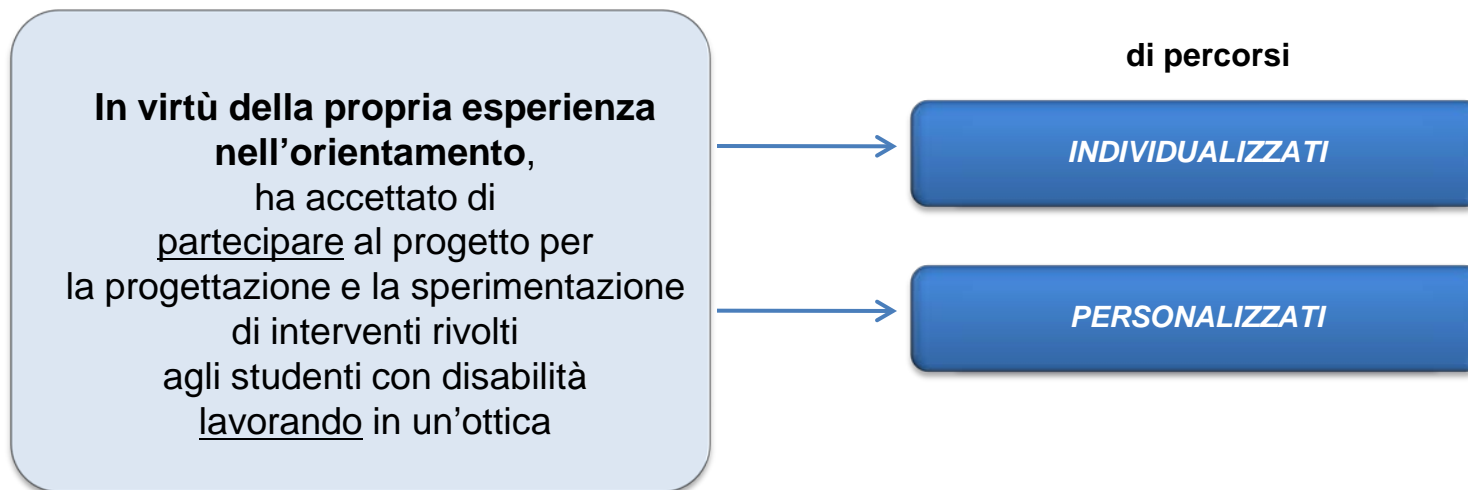 In virtù della propria esperienza
nell’orientamento,
ha accettato di
partecipare al progetto per
la progettazione e la sperimentazione
di interventi rivolti
agli studenti con disabilità
lavorando in un’ottica
di percorsi
INDIVIDUALIZZATI
PERSONALIZZATI